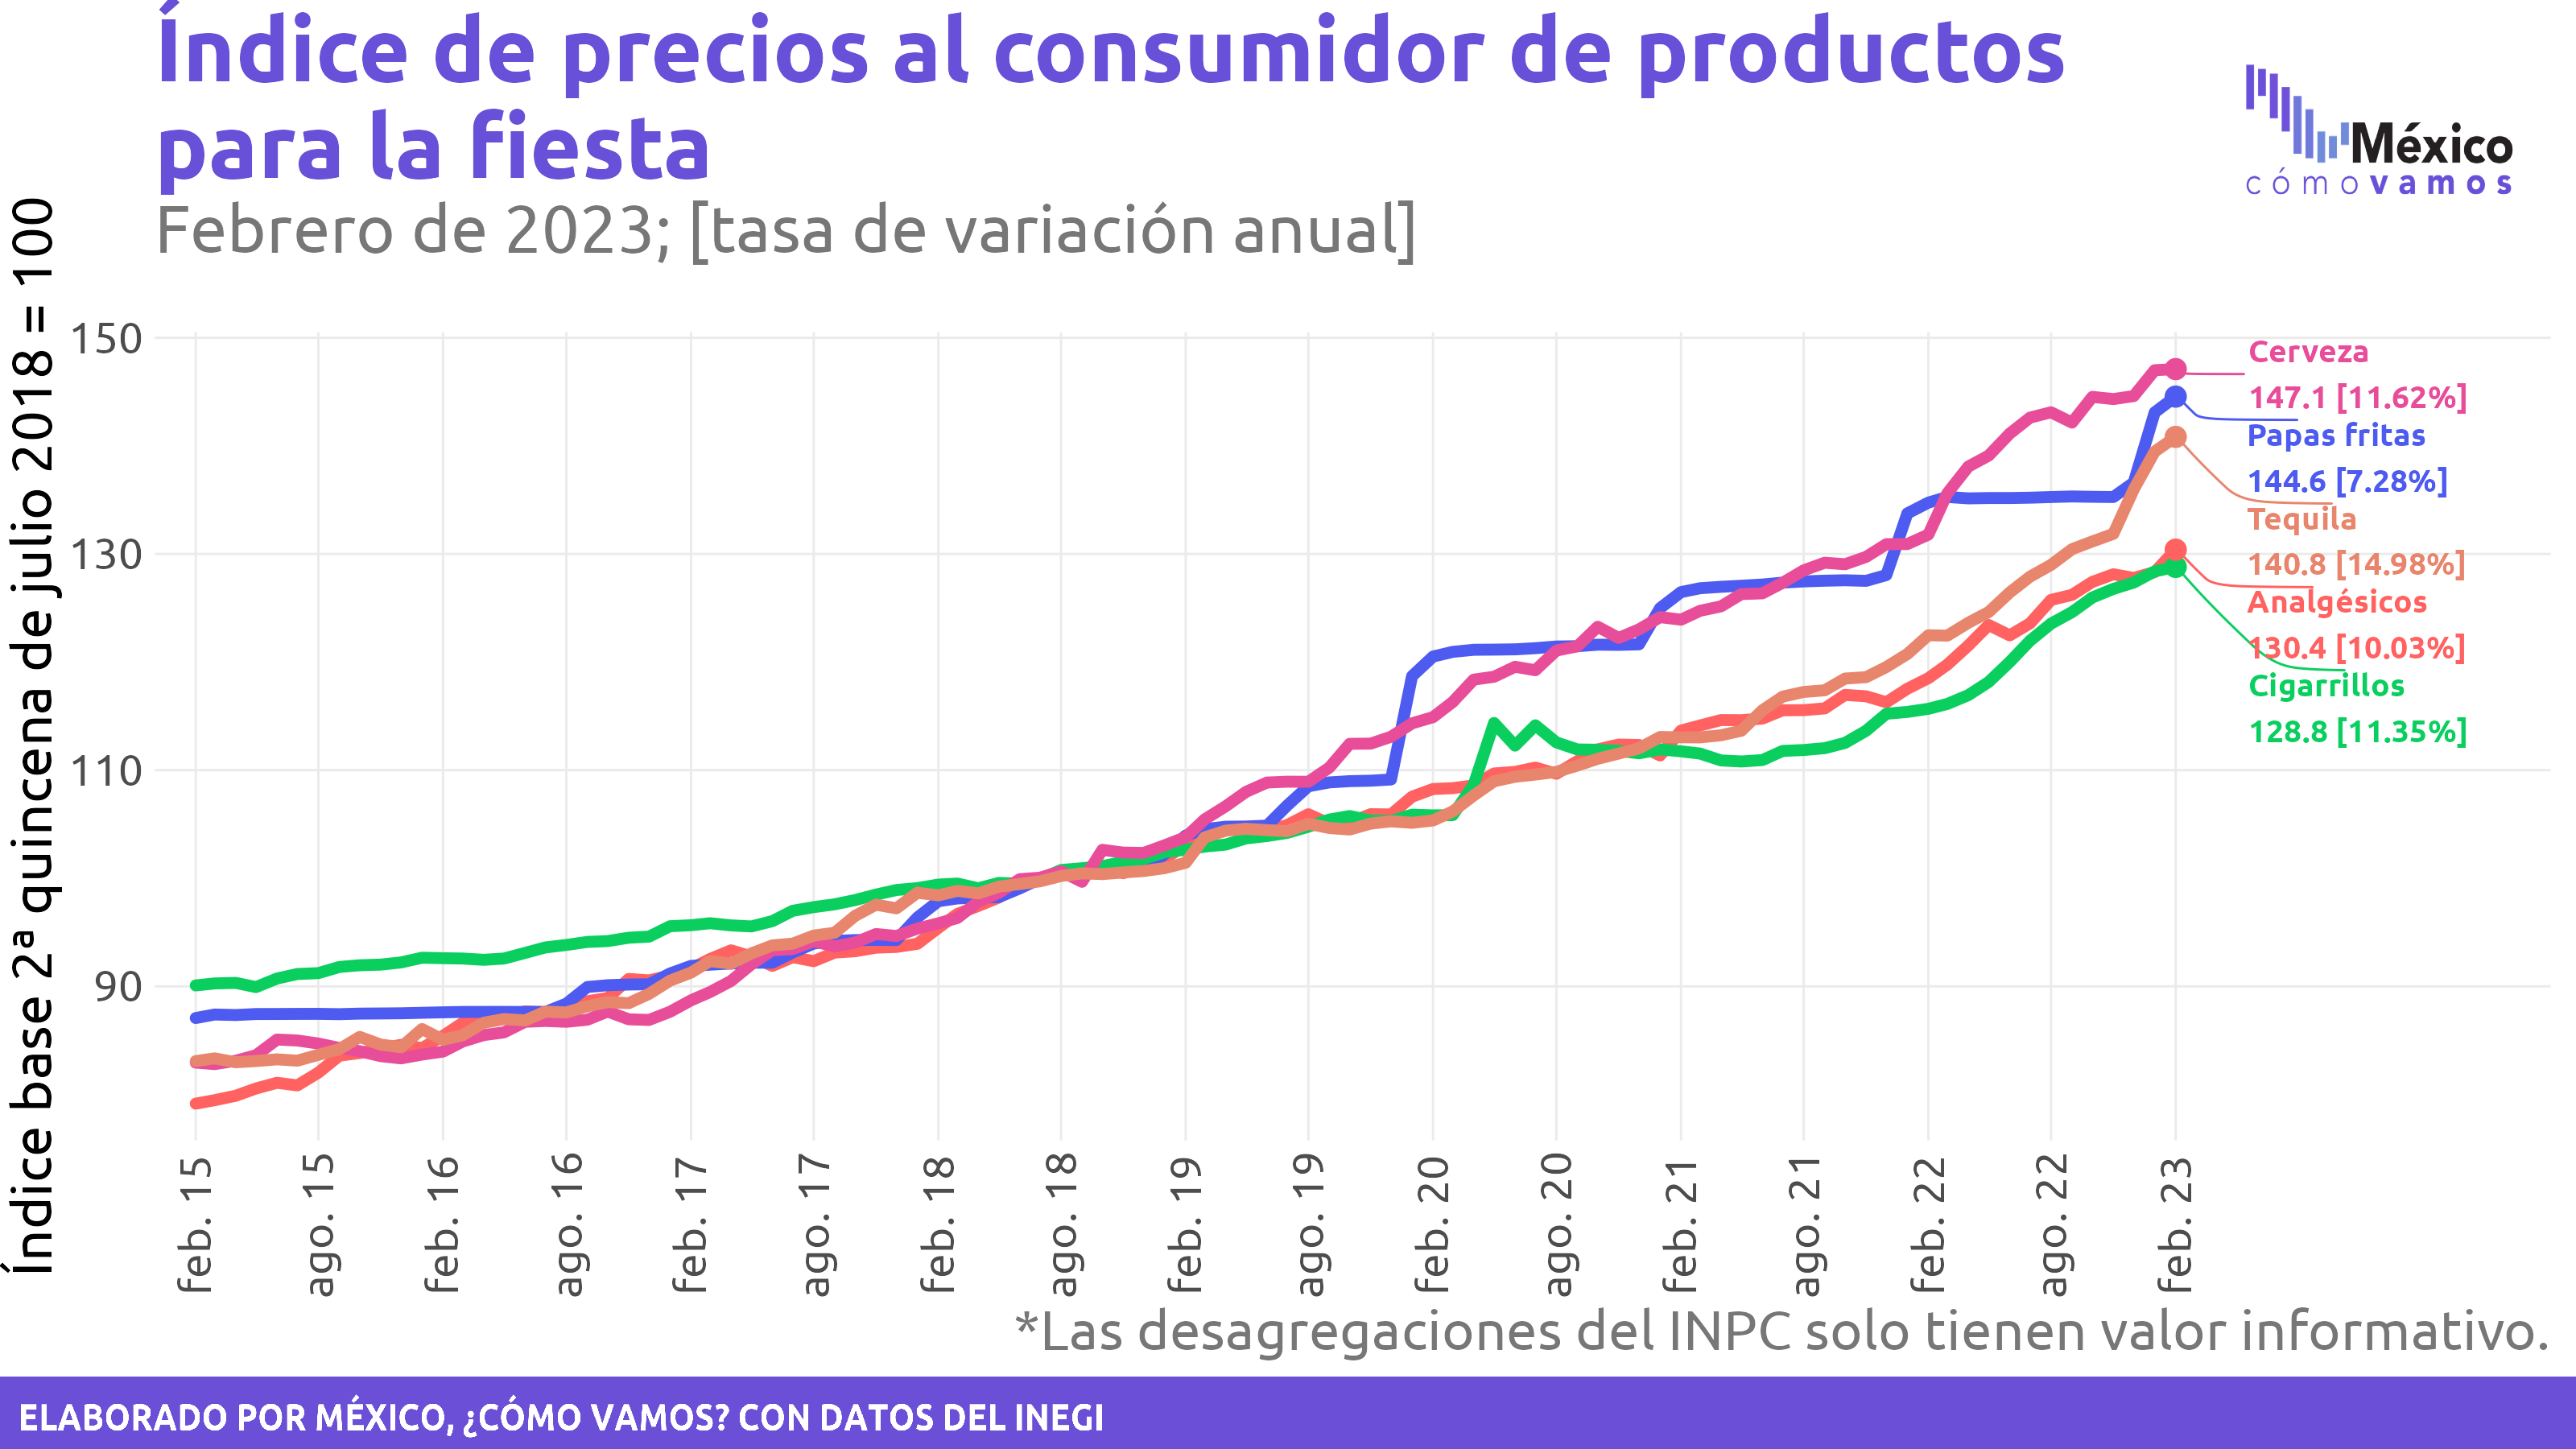 Índice de precios al consumidor de productos
para la fiesta
Febrero de 2023; [tasa de variación anual]
México
cómo vamos
Índice base 2ª quincena de julio 2018 = 100
150
130
110
90
Cerveza
147.1 [11.62%]
Papas fritas
144.6 [7.28%]
Tequila
140.8 [14.98%]
Analgésicos
130.4 [10.03%]
Cigarrillos
128.8 [11.35%]
feb. 15
ago. 15
feb. 16
ago. 16
feb. 17
ago. 17
feb. 18
ago. 18
feb. 19
ago. 19
feb. 20
ago. 20
feb. 21
ago. 21
feb. 22
ago. 22
feb. 23
*Las desagregaciones del INPC solo tienen valor informativo.
ELABORADO POR MÉXICO, ¿CÓMO VAMOS? CON DATOS DEL INEGI